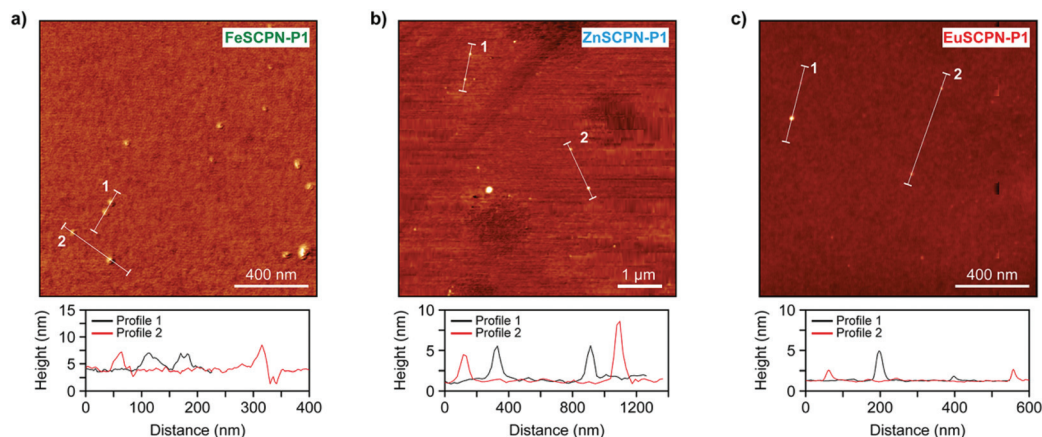 a)
FeSCPN-P1
1
2
400 nm
15
10
5
0
Height (nm)
Profile 1
Profile 2
0
100
200
300
400
Distance (nm)
b)
ZnSCPN-P1
1
2
1 µm
10
5
0
Height (nm)
Profile 1
Profile 2
0
400
800
1200
Distance (nm)
c)
EuSCPN-P1
1
2
400 nm
10
5
0
Height (nm)
Profile 1
Profile 2
0
200
400
600
Distance (nm)